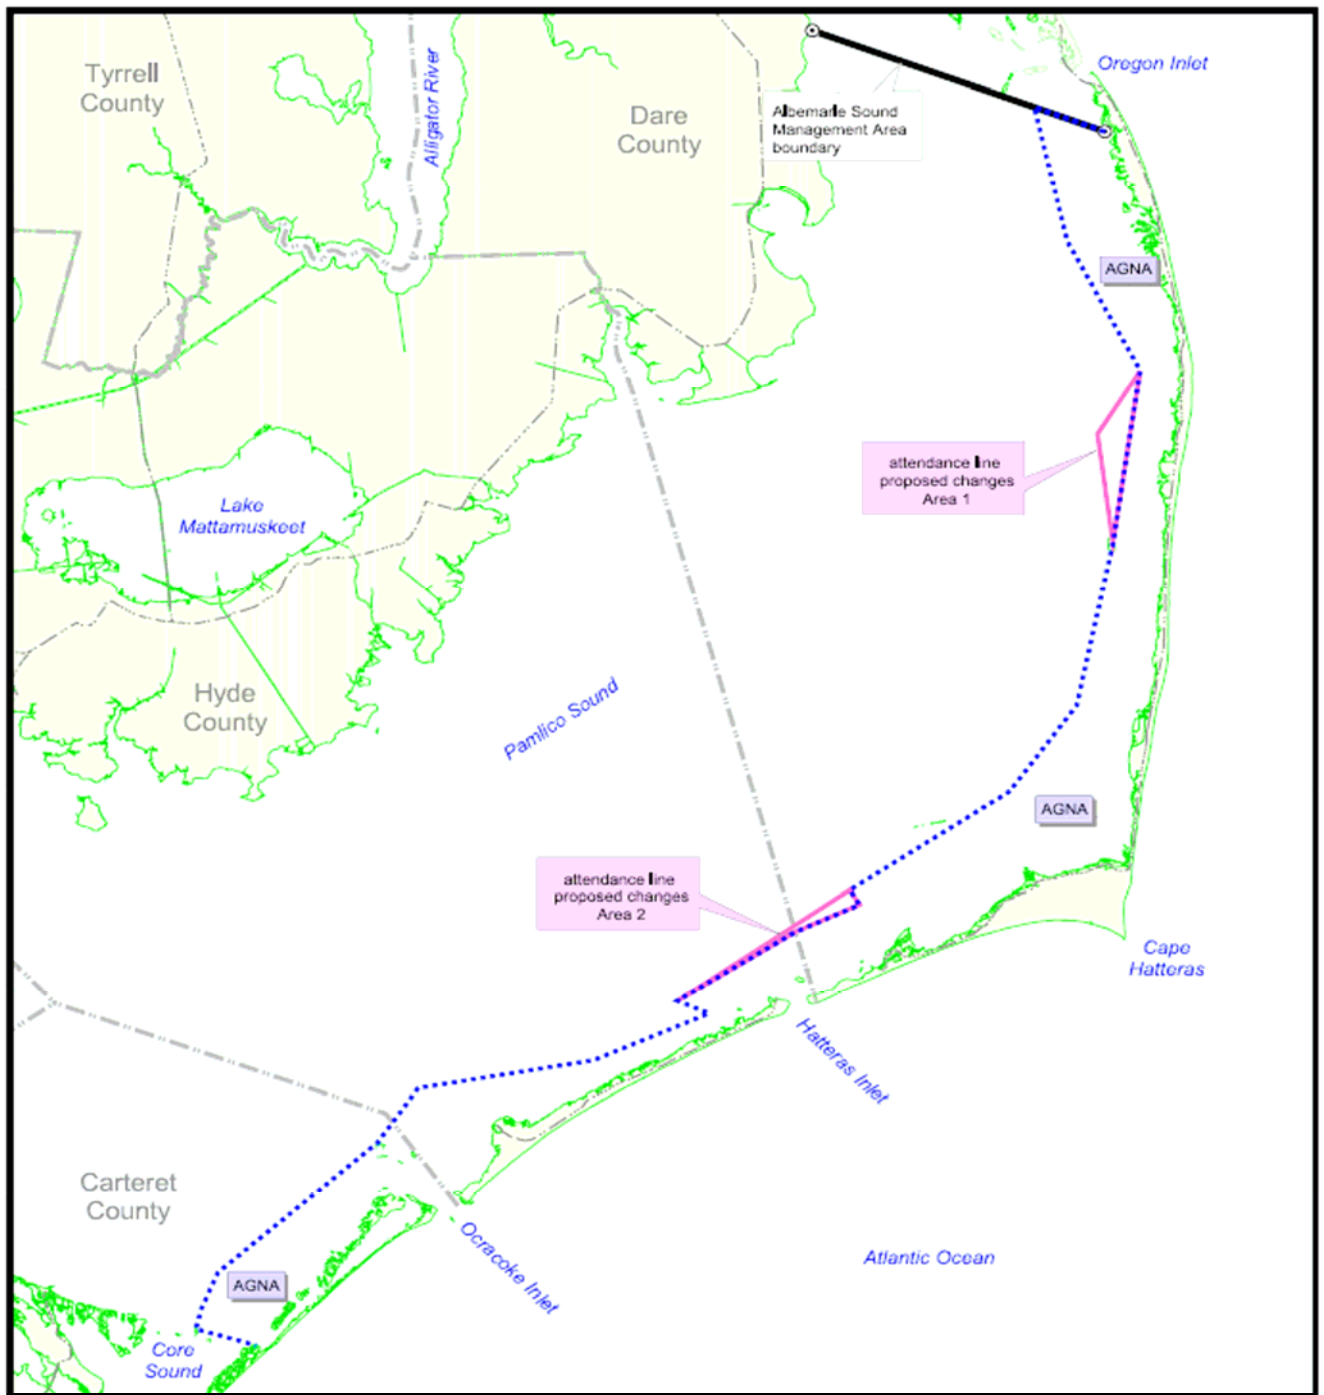 Oregon Inlet
Tyrrell
County
Alligator River
Dare
County
Albemarle Sound
Management Area
boundary
AGNA
attendance line
proposed changes
Area 1
Lake
Mattamuskeet
Hyde
County
Pamlico Sound
AGNA
attendance line
proposed changes
Area 2
Cape
Hatteras
Hatteras Inlet
Carteret
County
Ocracoke Inlet
Atlantic Ocean
AGNA
Core
Sound